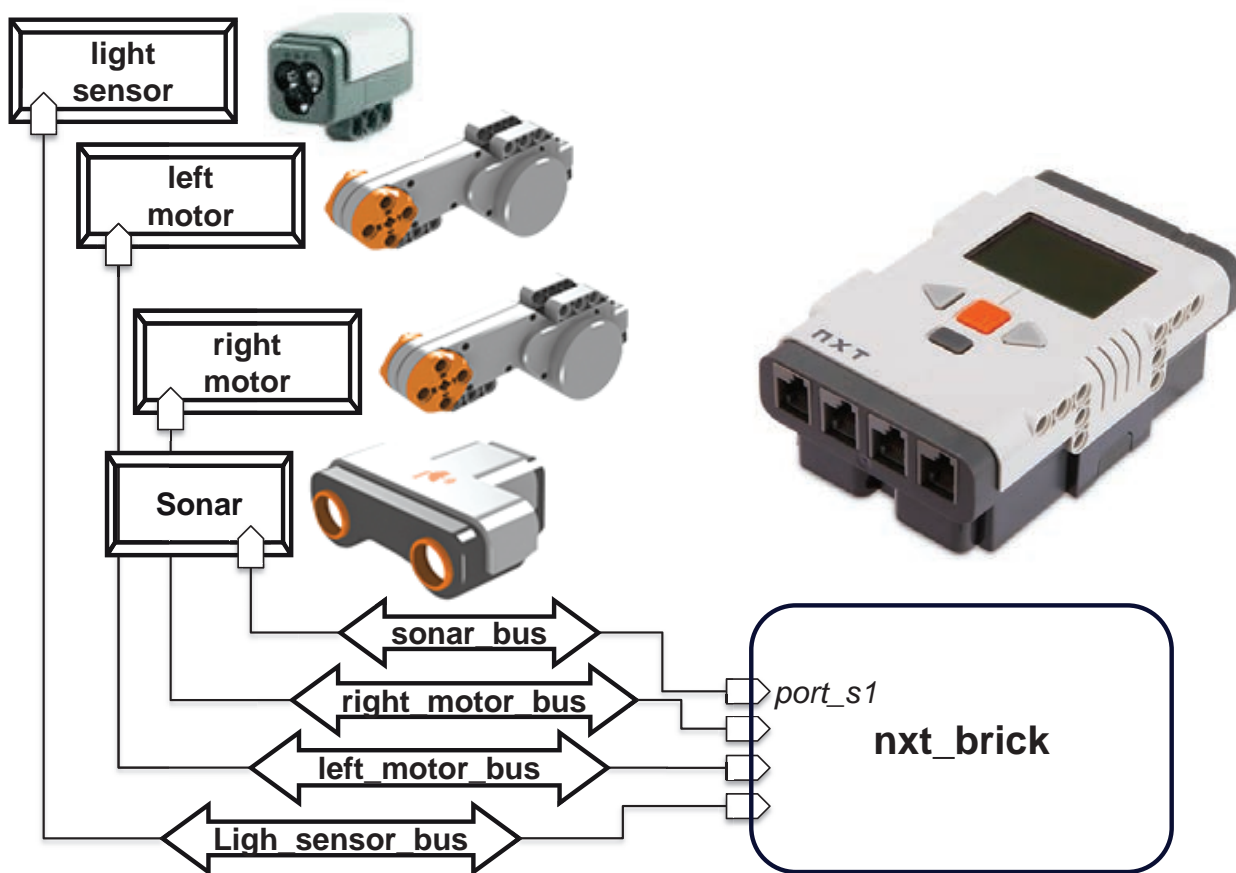 light
sensor
left
motor
right
motor
nxt
Sonar
sonar_bus
port_s1
right_motor_bus
nxt_brick
left_motor_bus
Ligh_sensor_bus